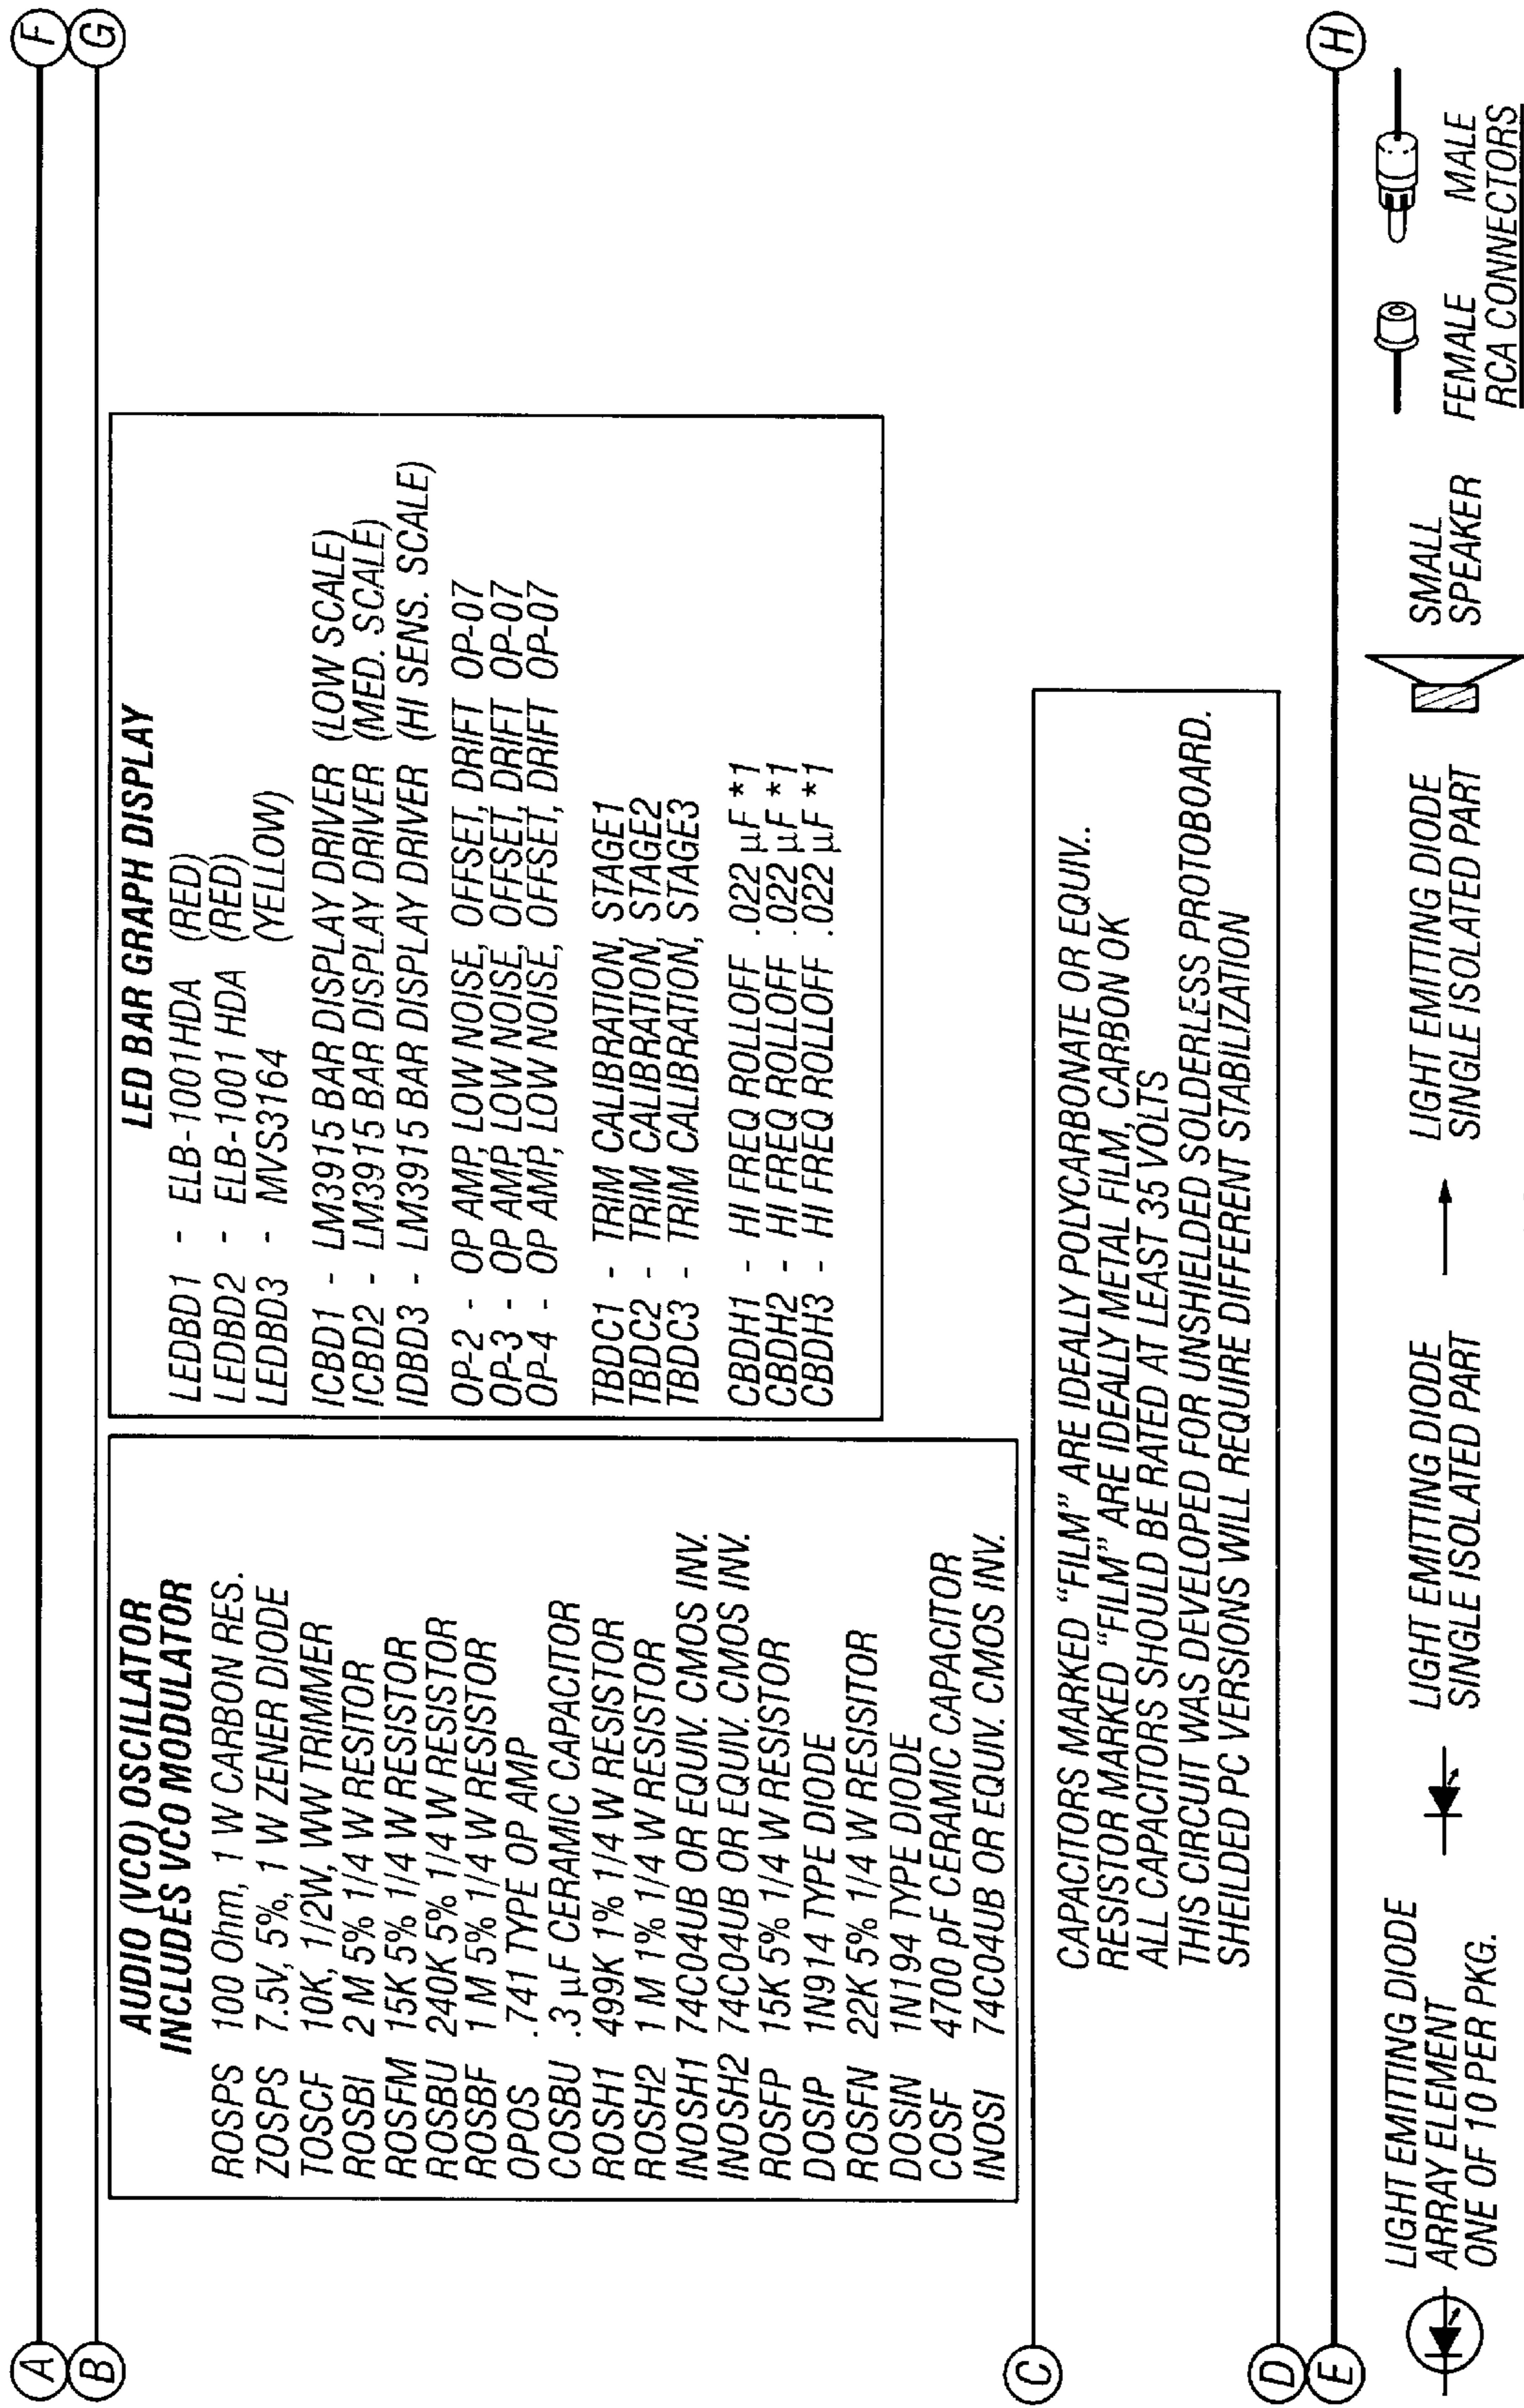 A
F
B
G
AUDIO (VCO) OSCILLATOR
INCLUDES VCO MODULATOR
ROSPS 100 Ohm, 1 W CARBON RES.
ZOSPS 7.5V, 5%, 1 W ZENER DIODE
TOSCF 10K, 1/2W, WW TRIMMER
ROSBI 2 M 5% 1/4 W RESITOR
ROSFM 15K 5% 1/4 W RESISTOR
ROSBU 240K 5% 1/4 W RESISTOR
ROSBF 1 M 5% 1/4 W RESISTOR
OPOS .741 TYPE OP AMP
COSBU .3 µF CERAMIC CAPACITOR
ROSH1 499K 1% 1/4 W RESISTOR
ROSH2 1 M 1% 1/4 W RESISTOR
INOSH1 74C04UB OR EQUIV. CMOS INV.
INOSH2 74C04UB OR EQUIV. CMOS INV.
ROSFP 15K 5% 1/4 W RESISTOR
DOSIP 1N914 TYPE DIODE
ROSFN 22K 5% 1/4 W RESISITOR
DOSIN 1N194 TYPE DIODE
COSF 4700 pF CERAMIC CAPACITOR
INOSI 74C04UB OR EQUIV. CMOS INV.
LED BAR GRAPH DISPLAY
LEDBD1 - ELB-1001HDA (RED)
LEDBD2 - ELB-1001 HDA (RED)
LEDBD3 - MVS3164 (YELLOW)
ICBD1 - LM3915 BAR DISPLAY DRIVER (LOW SCALE)
ICBD2 - LM3915 BAR DISPLAY DRIVER (MED. SCALE)
IDBD3 - LM3915 BAR DISPLAY DRIVER (HI SENS. SCALE)
OP-2 - OP AMP, LOW NOISE, OFFSET, DRIFT OP-07
OP-3 - OP AMP, LOW NOISE, OFFSET, DRIFT OP-07
OP-4 - OP AMP, LOW NOISE, OFFSET, DRIFT OP-07
TBDC1 - TRIM CALIBRATION, STAGE1
TBDC2 - TRIM CALIBRATION, STAGE2
TBDC3 - TRIM CALIBRATION, STAGE3
CBDH1 - HI FREQ ROLLOFF .022 µF *1
CBDH2 - HI FREQ ROLLOFF .022 µF *1
CBDH3 - HI FREQ ROLLOFF .022 µF *1
C
CAPACITORS MARKED "FILM" ARE IDEALLY POLYCARBONATE OR EQUIV.
RESISTOR MARKED "FILM" ARE IDEALLY METAL FILM, CARBON OK
ALL CAPACITORS SHOULD BE RATED AT LEAST 35 VOLTS
THIS CIRCUIT WAS DEVELOPED FOR UNSHIELDED SOLDERLESS PROTOBOARD.
SHEILDED PC VERSIONS WILL REQUIRE DIFFERENT STABILIZATION
D
E
H
LIGHT EMITTING DIODE
ARRAY ELEMENT
ONE OF 10 PER PKG.
LIGHT EMITTING DIODE
SINGLE ISOLATED PART
LIGHT EMITTING DIODE
SINGLE ISOLATED PART
SMALL
SPEAKER
FEMALE MALE
RCA CONNECTORS